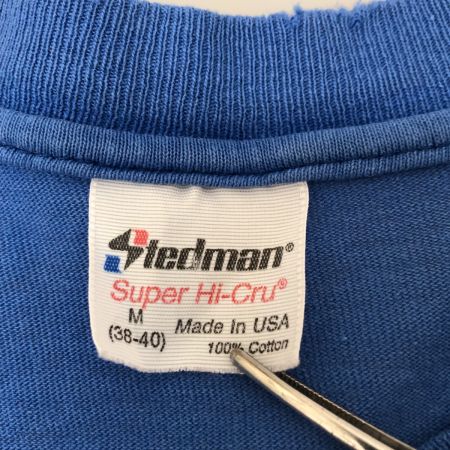 Stedman®
Super Hi-Cru®
M
(38-40)
Made In USA
100% Cotton